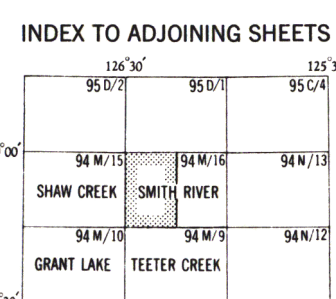 INDEX TO ADJOINING SHEETS
126°30′
95 D/2 95 D/1 95 C/4
94 M/15 94 M/16 94 N/13
SHAW CREEK SMITH RIVER
94 M/10 94 M/9 94 N/12
GRANT LAKE TEETER CREEK